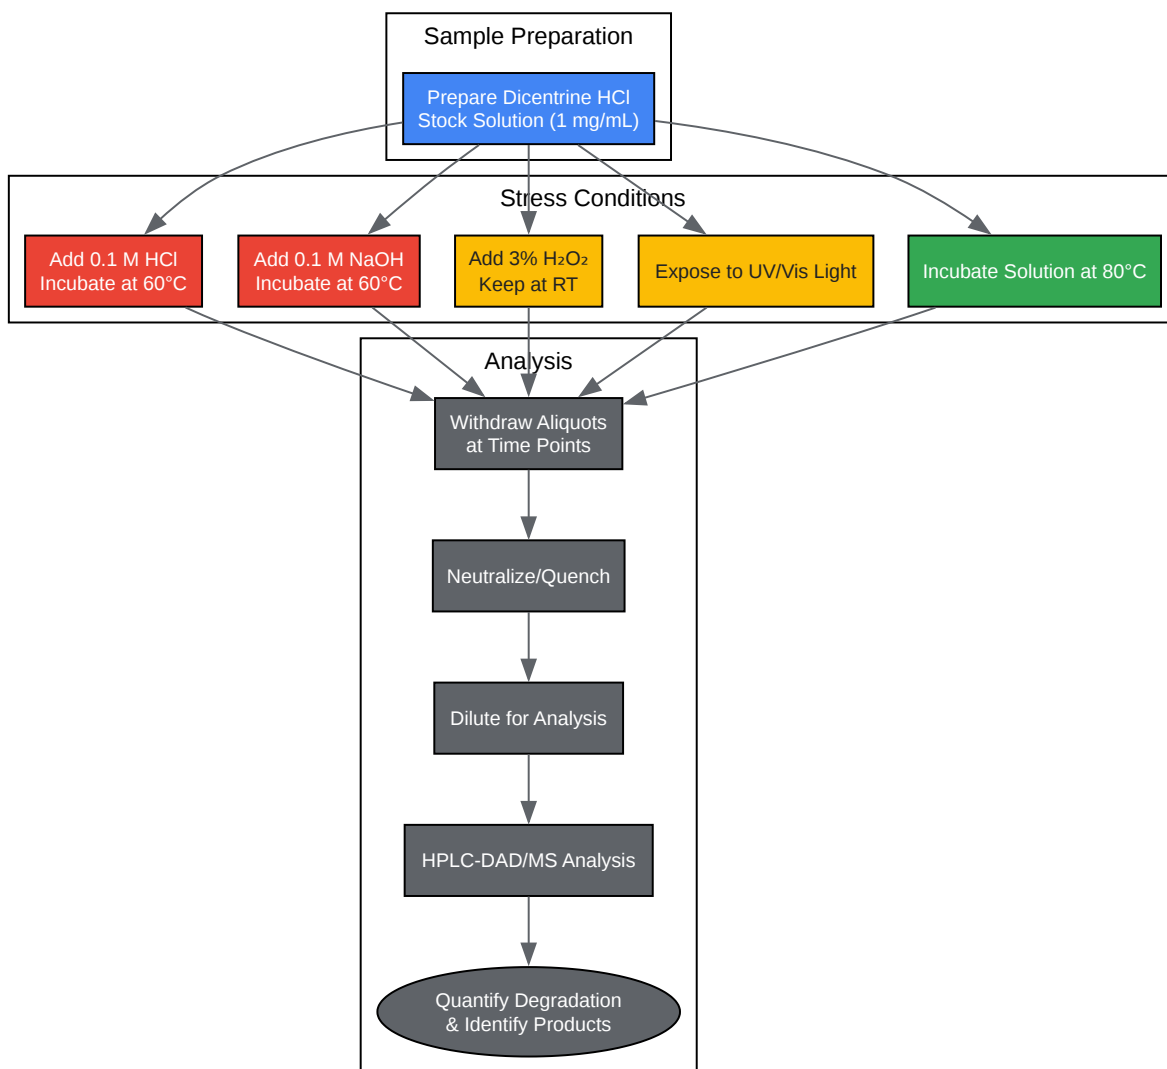 Sample Preparation
Prepare Dicentrine HCl
Stock Solution (1 mg/mL)
Stress Conditions
Add 0.1 M HCl
Incubate at 60°C
Add 0.1 M NaOH
Incubate at 60°C
Add 3% H₂O₂
Keep at RT
Expose to UV/Vis Light
Incubate Solution at 80°C
Analysis
Withdraw Aliquots
at Time Points
Neutralize/Quench
Dilute for Analysis
HPLC-DAD/MS Analysis
Quantify Degradation
& Identify Products